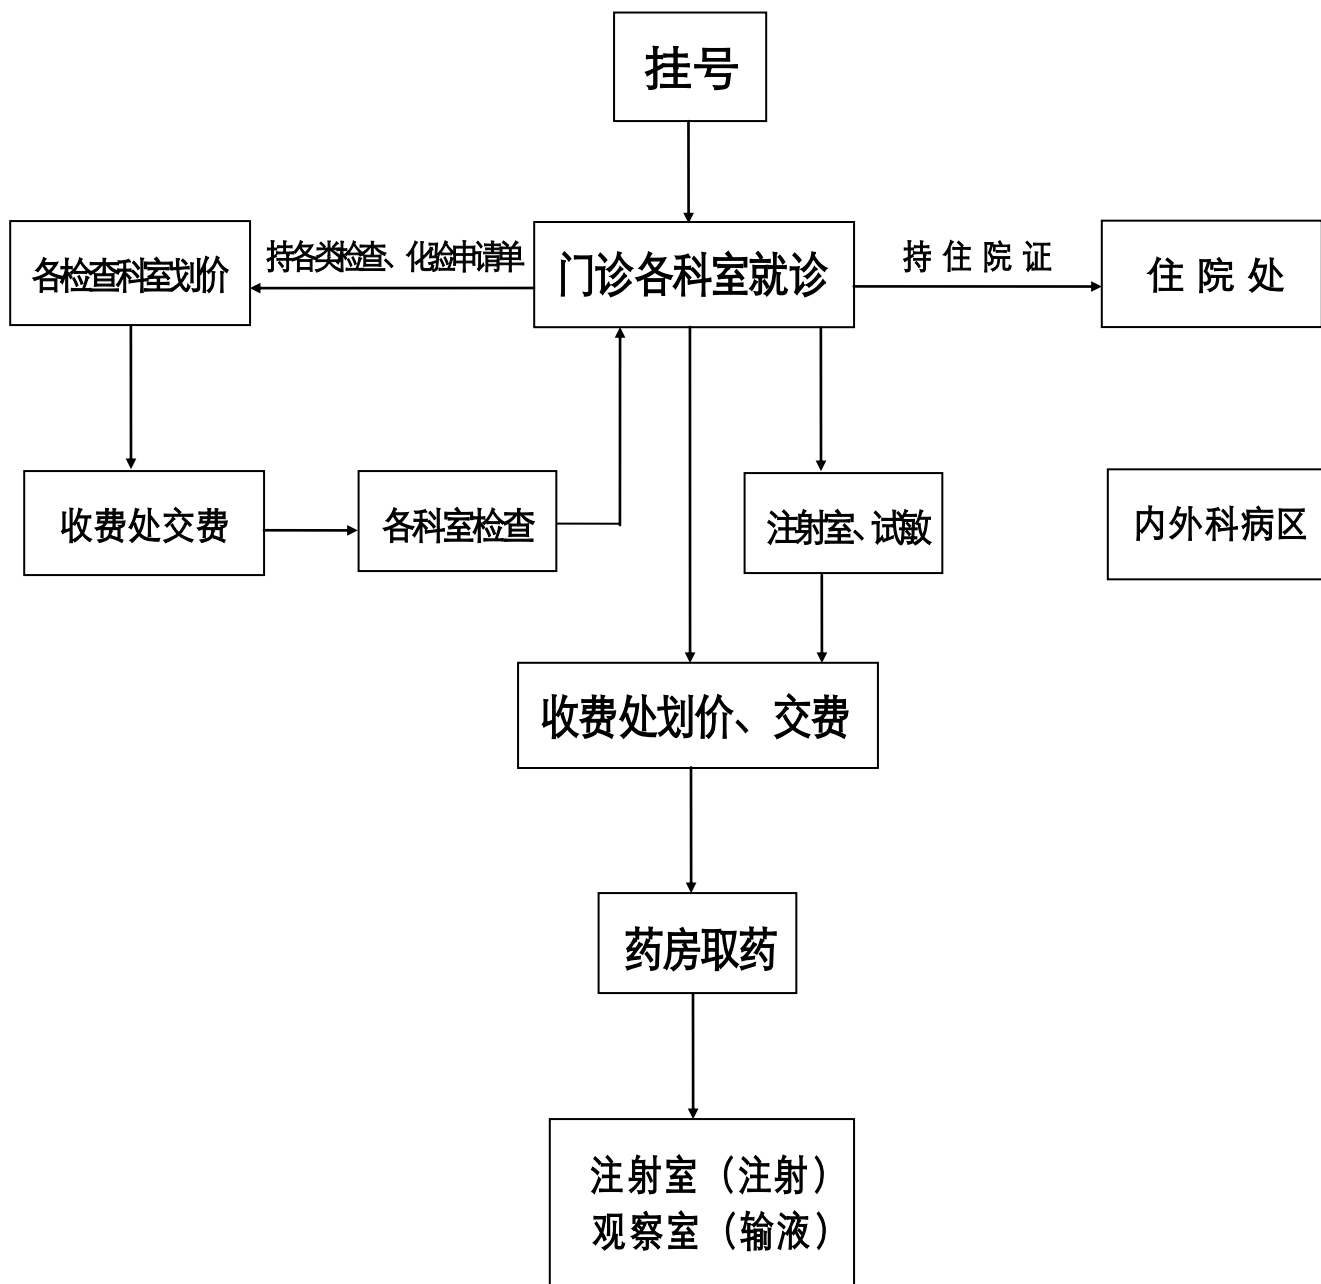 挂号
各检查科室划价
持各类检查、化验申请单
门诊各科室就诊
持住院证
住院处
收费处交费
各科室检查
注射室、试敏
内外科病区
收费处划价、交费
药房取药
注射室（注射）
观察室（输液）